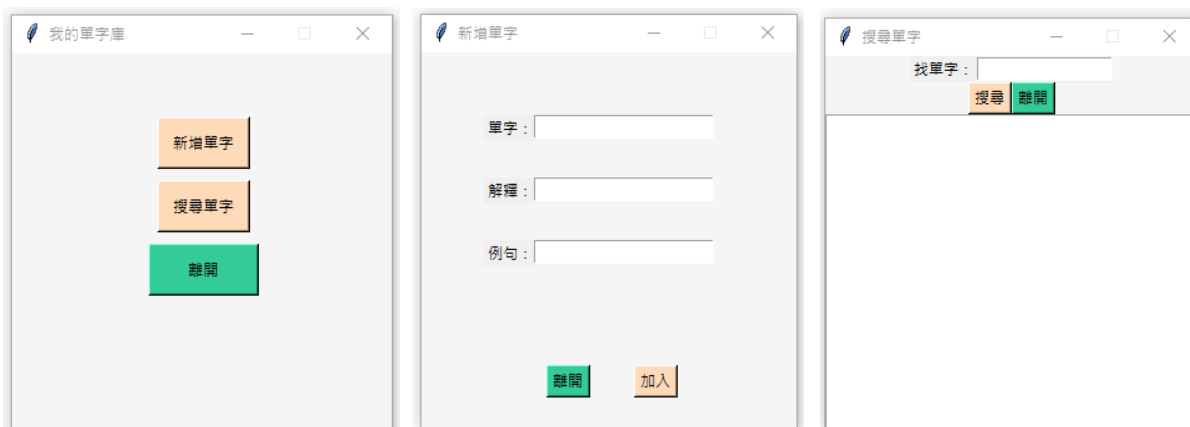 我的單字庫
新增單字
搜尋單字
離開
新增單字
單字：
解釋：
例句：
離開 加入
搜尋單字
找單字：
搜尋 離開